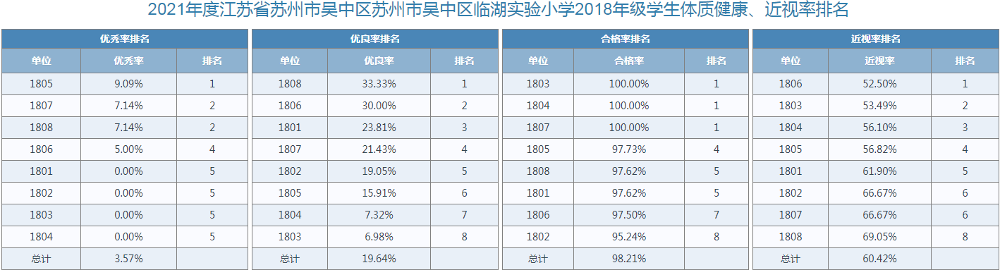 2021年度江苏省苏州市吴中区苏州市吴中区临湖实验小学2018年级学生体质健康、近视率排名
优秀率排名 优良率排名 合格率排名 近视率排名
单位 优秀率 排名 单位 优良率 排名 单位 合格率 排名 单位 近视率 排名
1805 9.09% 1 1808 33.33% 1 1803 100.00% 1 1806 52.50% 1
1807 7.14% 2 1806 30.00% 2 1804 100.00% 1 1803 53.49% 2
1808 7.14% 2 1801 23.81% 3 1807 100.00% 1 1804 56.10% 3
1806 5.00% 4 1807 21.43% 4 1805 97.73% 4 1805 56.82% 4
1801 0.00% 5 1802 19.05% 5 1808 97.62% 5 1801 61.90% 5
1802 0.00% 5 1805 15.91% 6 1801 97.62% 5 1802 66.67% 6
1803 0.00% 5 1804 7.32% 7 1806 97.50% 7 1807 66.67% 6
1804 0.00% 5 1803 6.98% 8 1802 95.24% 8 1808 69.05% 8
总计 3.57% 总计 19.64% 总计 98.21% 总计 60.42%